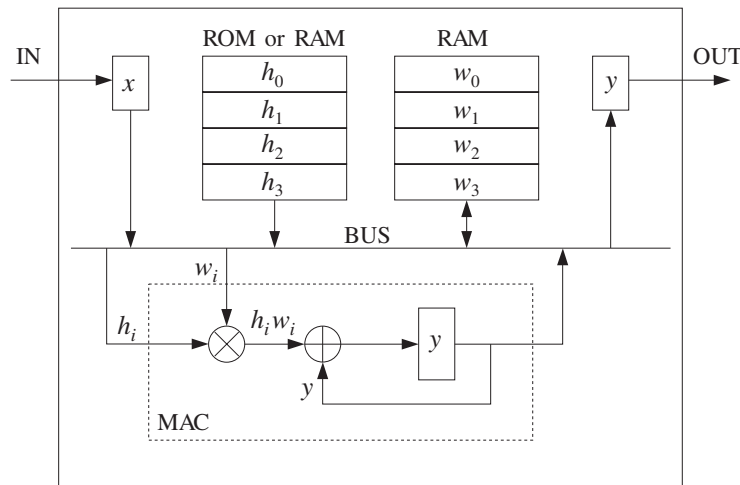 ROM or RAM
RAM
IN
OUT
x
h₀
w₀
y
h₁
w₁
h₂
w₂
h₃
w₃
BUS
wᵢ
hᵢ
hᵢwᵢ
y
y
MAC